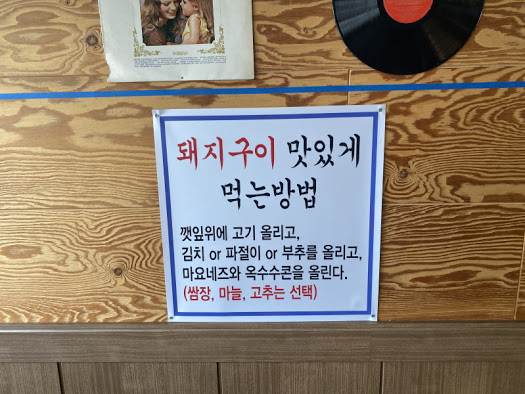 돼지구이 맛있게
먹는방법
깻잎위에 고기 올리고,
김치 or 파절이 or 부추를 올리고,
마요네즈와 옥수수콘을 올린다.
(쌈장, 마늘, 고추는 선택)